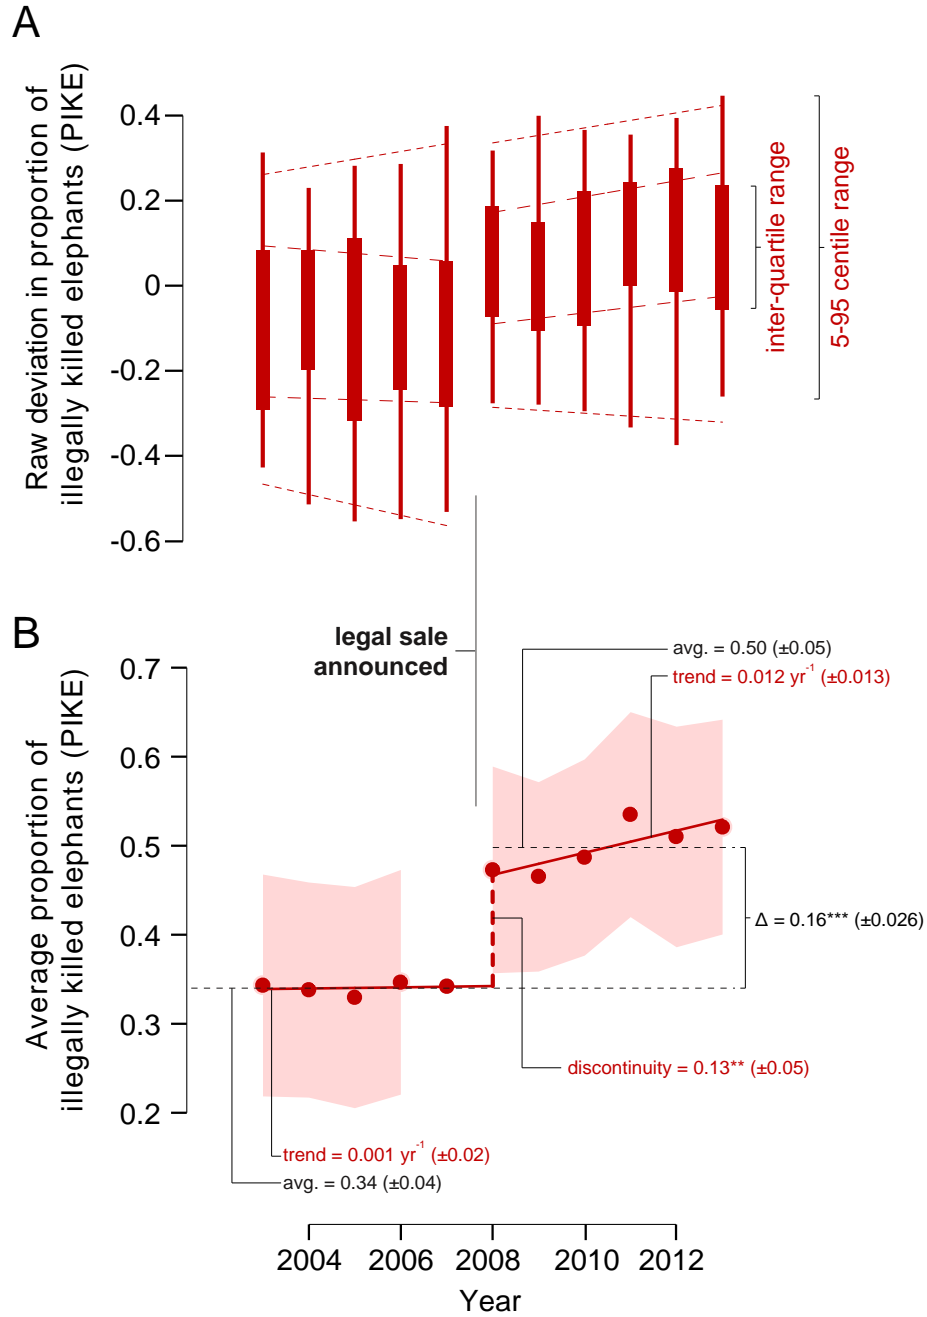 A
Raw deviation in proportion of
illegally killed elephants (PIKE)
0.4
0.2
0
-0.2
-0.4
-0.6
inter-quartile range
5-95 centile range
legal sale
announced
B
Average proportion of
illegally killed elephants (PIKE)
0.7
0.6
0.5
0.4
0.3
0.2
avg. = 0.50 (±0.05)
trend = 0.012 yr⁻¹ (±0.013)
Δ = 0.16*** (±0.026)
discontinuity = 0.13** (±0.05)
trend = 0.001 yr⁻¹ (±0.02)
avg. = 0.34 (±0.04)
2004 2006 2008 2010 2012
Year